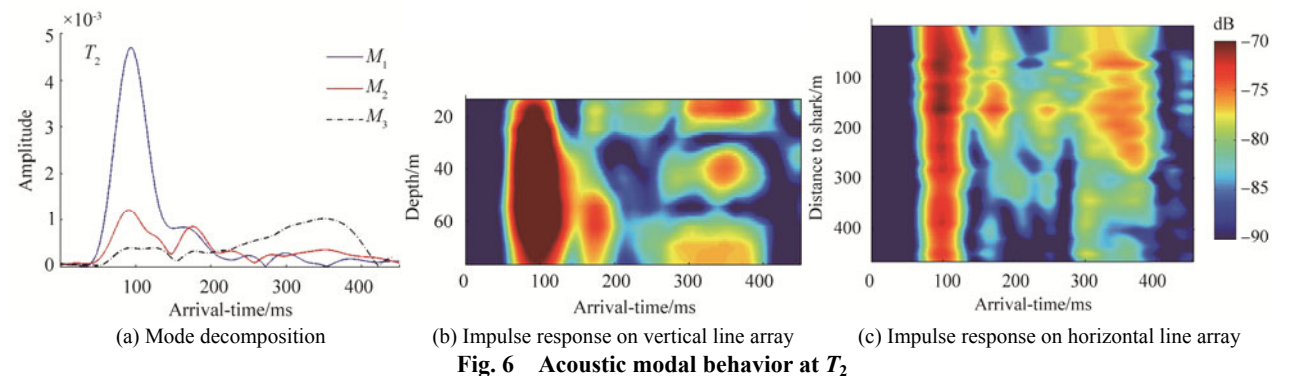 ×10⁻³
5
4
3
2
1
0
T₂
M₁
M₂
M₃
Amplitude
100 200 300 400
Arrival-time/ms
(a) Mode decomposition
0
20
40
60
Depth/m
0 100 200 300 400
Arrival-time/ms
(b) Impulse response on vertical line array
0
100
200
300
400
Distance to shark/m
0 100 200 300 400
Arrival-time/ms
dB
−70
−75
−80
−85
−90
(c) Impulse response on horizontal line array
Fig. 6 Acoustic modal behavior at T₂